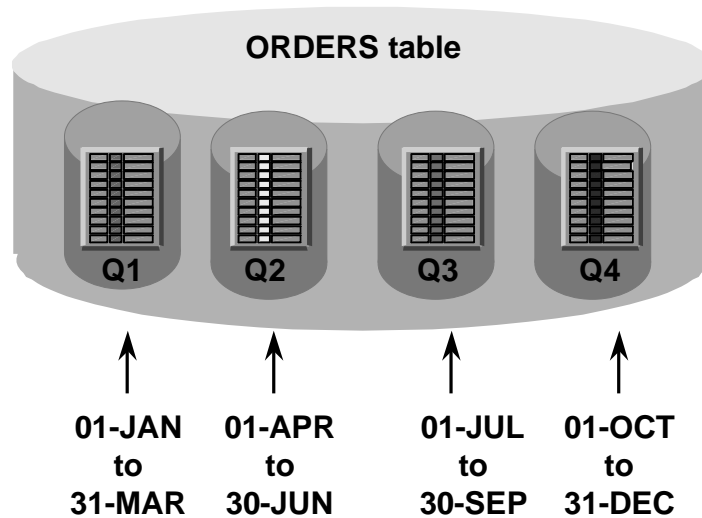 ORDERS table
Q1
Q2
Q3
Q4
01-JAN
to
31-MAR
01-APR
to
30-JUN
01-JUL
to
30-SEP
01-OCT
to
31-DEC